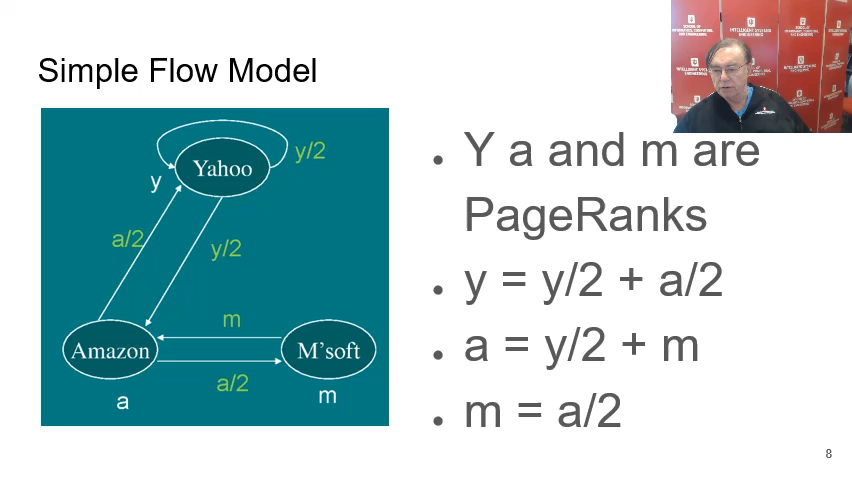 Simple Flow Model
y/2
Yahoo
y
a/2
y/2
m
Amazon
M'soft
a/2
a
m
• Y a and m are
PageRanks
• y = y/2 + a/2
• a = y/2 + m
• m = a/2
8